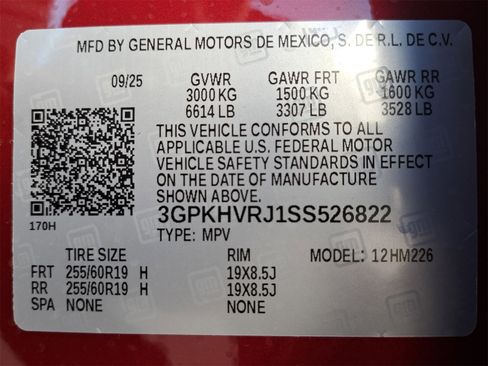 MFD BY GENERAL MOTORS DE MEXICO, S. DE R.L. DE C.V.
09/25 GVWR GAWR FRT GAWR RR
3000 KG 1500 KG 1600 KG
6614 LB 3307 LB 3528 LB
THIS VEHICLE CONFORMS TO ALL
APPLICABLE U.S. FEDERAL MOTOR
VEHICLE SAFETY STANDARDS IN EFFECT
ON THE DATE OF MANUFACTURE
SHOWN ABOVE.
170H 3GPKHVRJ1SS526822
TYPE: MPV
TIRE SIZE RIM MODEL: 12HM226
FRT 255/60R19 H 19X8.5J
RR 255/60R19 H 19X8.5J
SPA NONE NONE